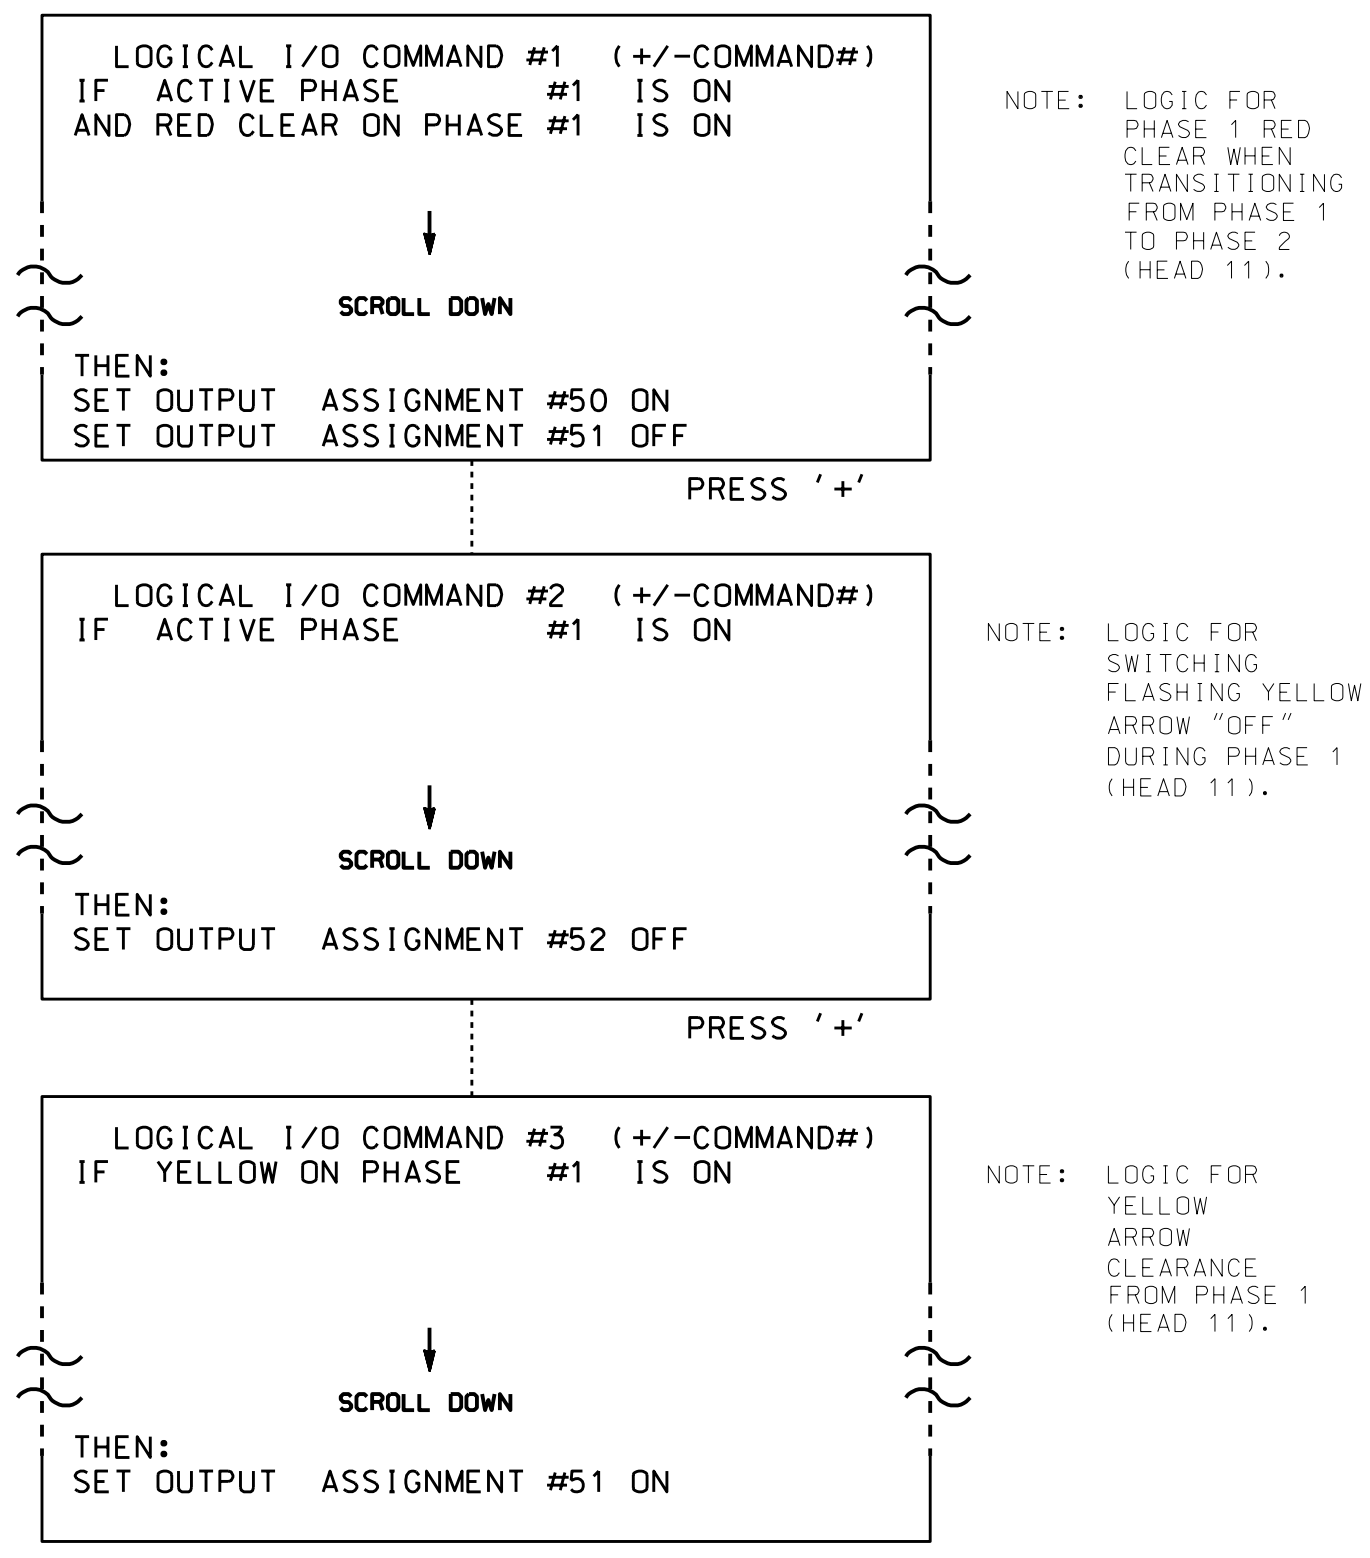 LOGICAL I/O COMMAND #1 (+/-COMMAND#)
IF ACTIVE PHASE #1 IS ON
AND RED CLEAR ON PHASE #1 IS ON
SCROLL DOWN
THEN:
SET OUTPUT ASSIGNMENT #50 ON
SET OUTPUT ASSIGNMENT #51 OFF
NOTE: LOGIC FOR
PHASE 1 RED
CLEAR WHEN
TRANSITIONING
FROM PHASE 1
TO PHASE 2
(HEAD 11).
PRESS '+'
LOGICAL I/O COMMAND #2 (+/-COMMAND#)
IF ACTIVE PHASE #1 IS ON
SCROLL DOWN
THEN:
SET OUTPUT ASSIGNMENT #52 OFF
NOTE: LOGIC FOR
SWITCHING
FLASHING YELLOW
ARROW "OFF"
DURING PHASE 1
(HEAD 11).
PRESS '+'
LOGICAL I/O COMMAND #3 (+/-COMMAND#)
IF YELLOW ON PHASE #1 IS ON
SCROLL DOWN
THEN:
SET OUTPUT ASSIGNMENT #51 ON
NOTE: LOGIC FOR
YELLOW
ARROW
CLEARANCE
FROM PHASE 1
(HEAD 11).